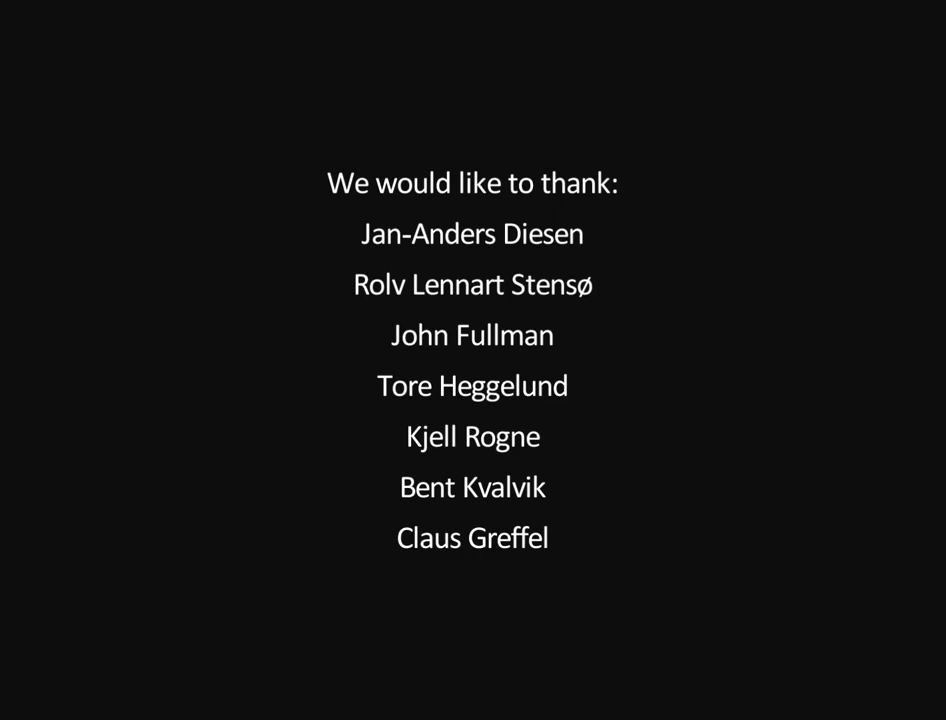 We would like to thank:
Jan-Anders Diesen
Rolv Lennart Stensø
John Fullman
Tore Heggelund
Kjell Rogne
Bent Kvalvik
Claus Greffel